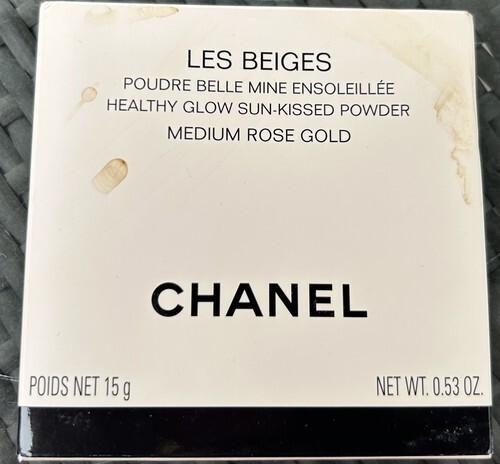 LES BEIGES
POUDRE BELLE MINE ENSOLEILLÉE
HEALTHY GLOW SUN-KISSED POWDER
MEDIUM ROSE GOLD
CHANEL
POIDS NET 15 g NET WT. 0.53 OZ.